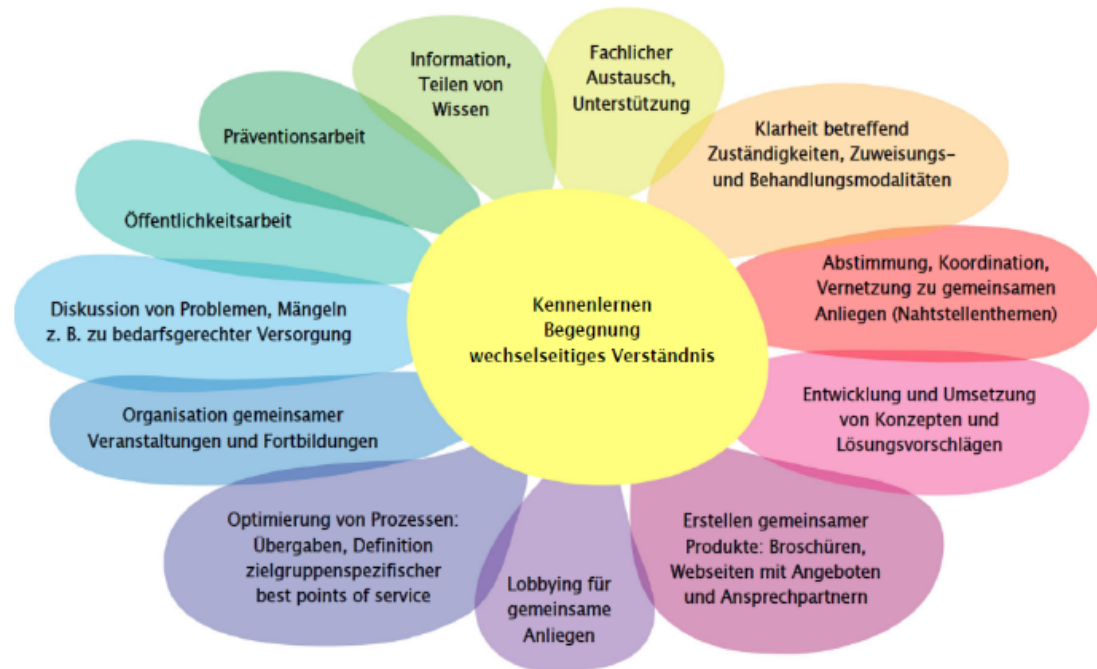 Information,
Teilen von
Wissen
Fachlicher
Austausch,
Unterstützung
Klarheit betreffend
Zuständigkeiten, Zuweisungs-
und Behandlungsmodalitäten
Abstimmung, Koordination,
Vernetzung zu gemeinsamen
Anliegen (Nahtstellenthemen)
Entwicklung und Umsetzung
von Konzepten und
Lösungsvorschlägen
Erstellen gemeinsamer
Produkte: Broschüren,
Webseiten mit Angeboten
und Ansprechpartnern
Lobbying für
gemeinsame
Anliegen
Optimierung von Prozessen:
Übergaben, Definition
zielgruppenspezifischer
best points of service
Organisation gemeinsamer
Veranstaltungen und Fortbildungen
Diskussion von Problemen, Mängeln
z. B. zu bedarfsgerechter Versorgung
Öffentlichkeitsarbeit
Präventionsarbeit
Kennenlernen
Begegnung
wechselseitiges Verständnis